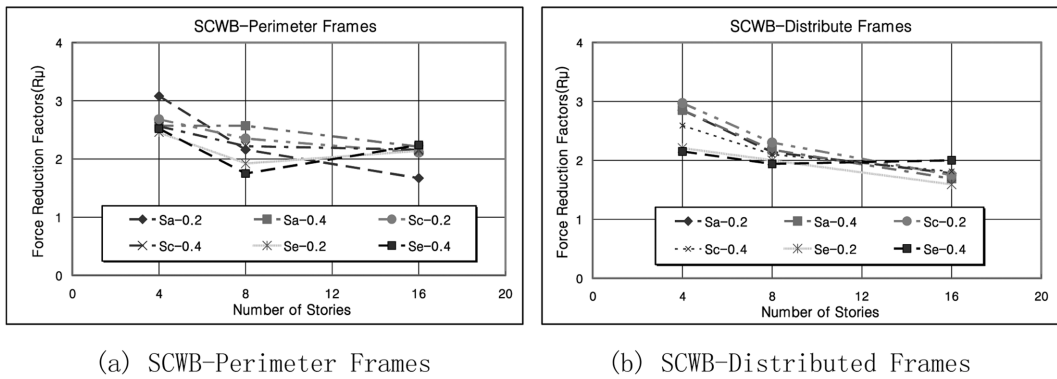 SCWB-Perimeter Frames
Force Reduction Factors(Rμ)
4
3
2
1
0
Sa-0.2
Sa-0.4
Sc-0.2
Sc-0.4
Se-0.2
Se-0.4
0
4
8
12
16
20
Number of Stories
(a) SCWB-Perimeter Frames
SCWB-Distribute Frames
Force Reduction Factors(Rμ)
4
3
2
1
0
Sa-0.2
Sa-0.4
Sc-0.2
Sc-0.4
Se-0.2
Se-0.4
0
4
8
12
16
20
Number of Stories
(b) SCWB-Distributed Frames